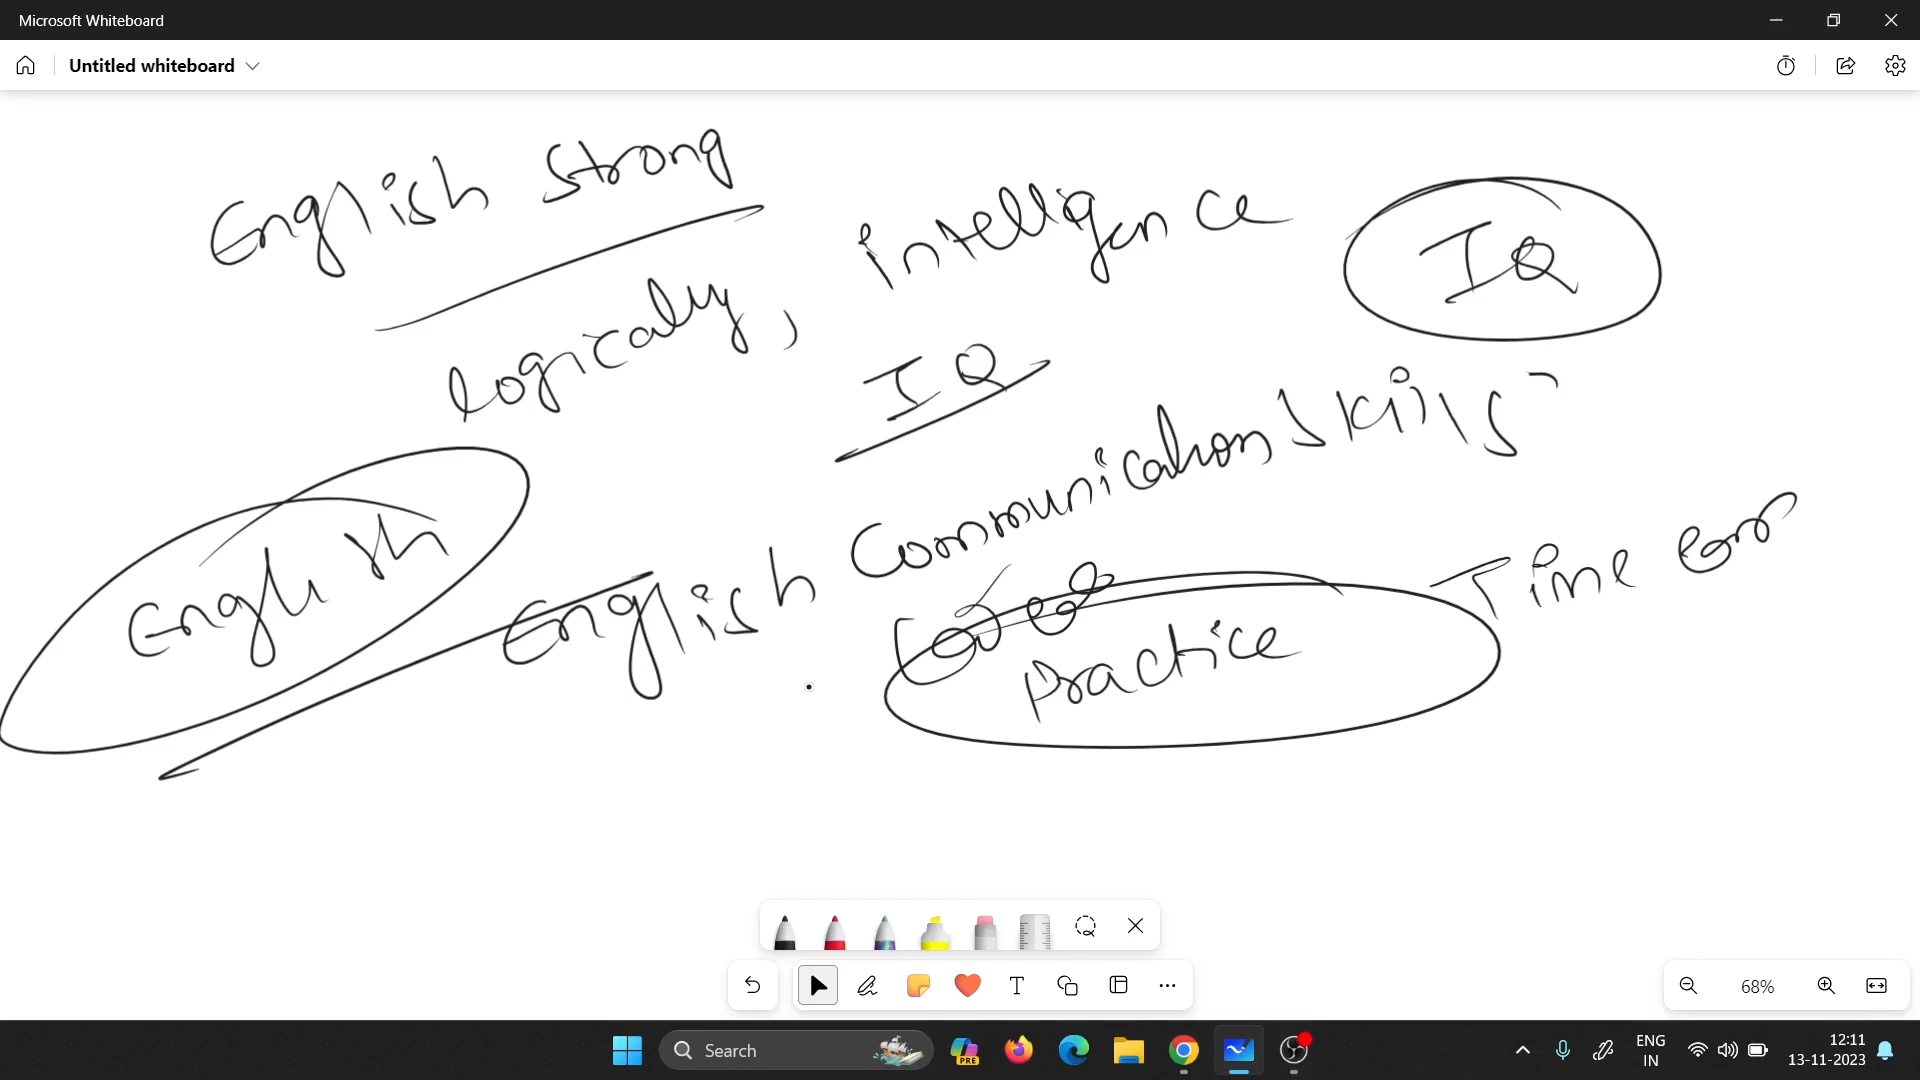 Microsoft Whiteboard
Untitled whiteboard
English Strong
logically, intelligence IQ
IQ
English Communication Skills
English Time
Practice
68%
Search
PRE
ENG
IN
12:11
13-11-2023